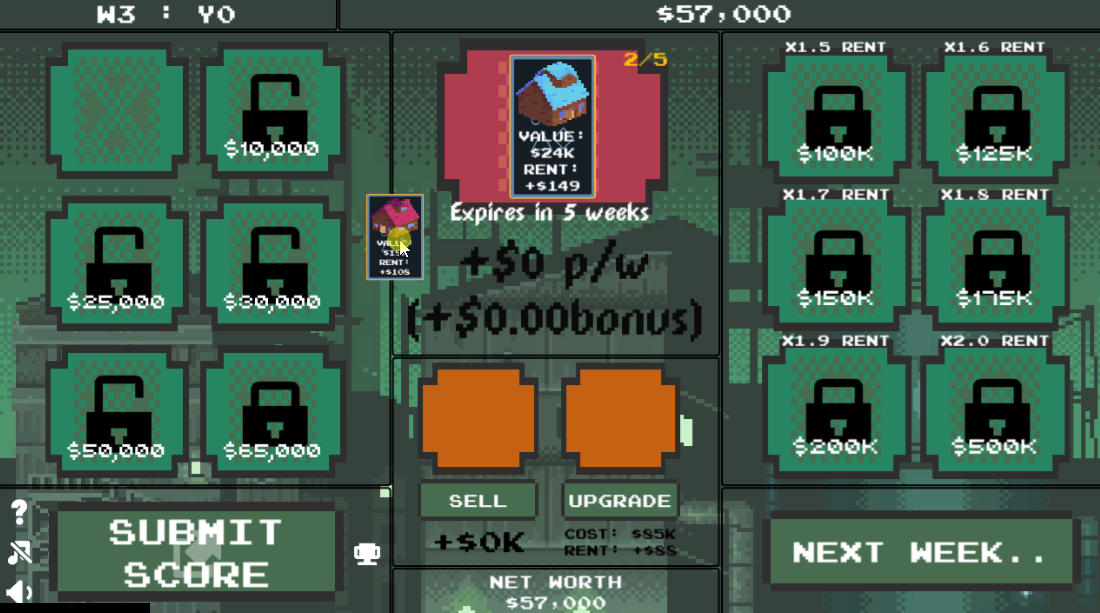 W3 : Y0
$57,000
$10,000
$25,000
$30,000
$50,000
$65,000
SUBMIT
SCORE
?
2/5
VALUE:
$24K
RENT:
+$149
Expires in 5 weeks
RENT:
+$108
+$0 p/w
(+$0.00bonus)
SELL
UPGRADE
+$0K
COST: $85K
RENT: +$88
NET WORTH
$57,000
X1.5 RENT
X1.6 RENT
$100K
$125K
X1.7 RENT
X1.8 RENT
$150K
$175K
X1.9 RENT
X2.0 RENT
$200K
$500K
NEXT WEEK..